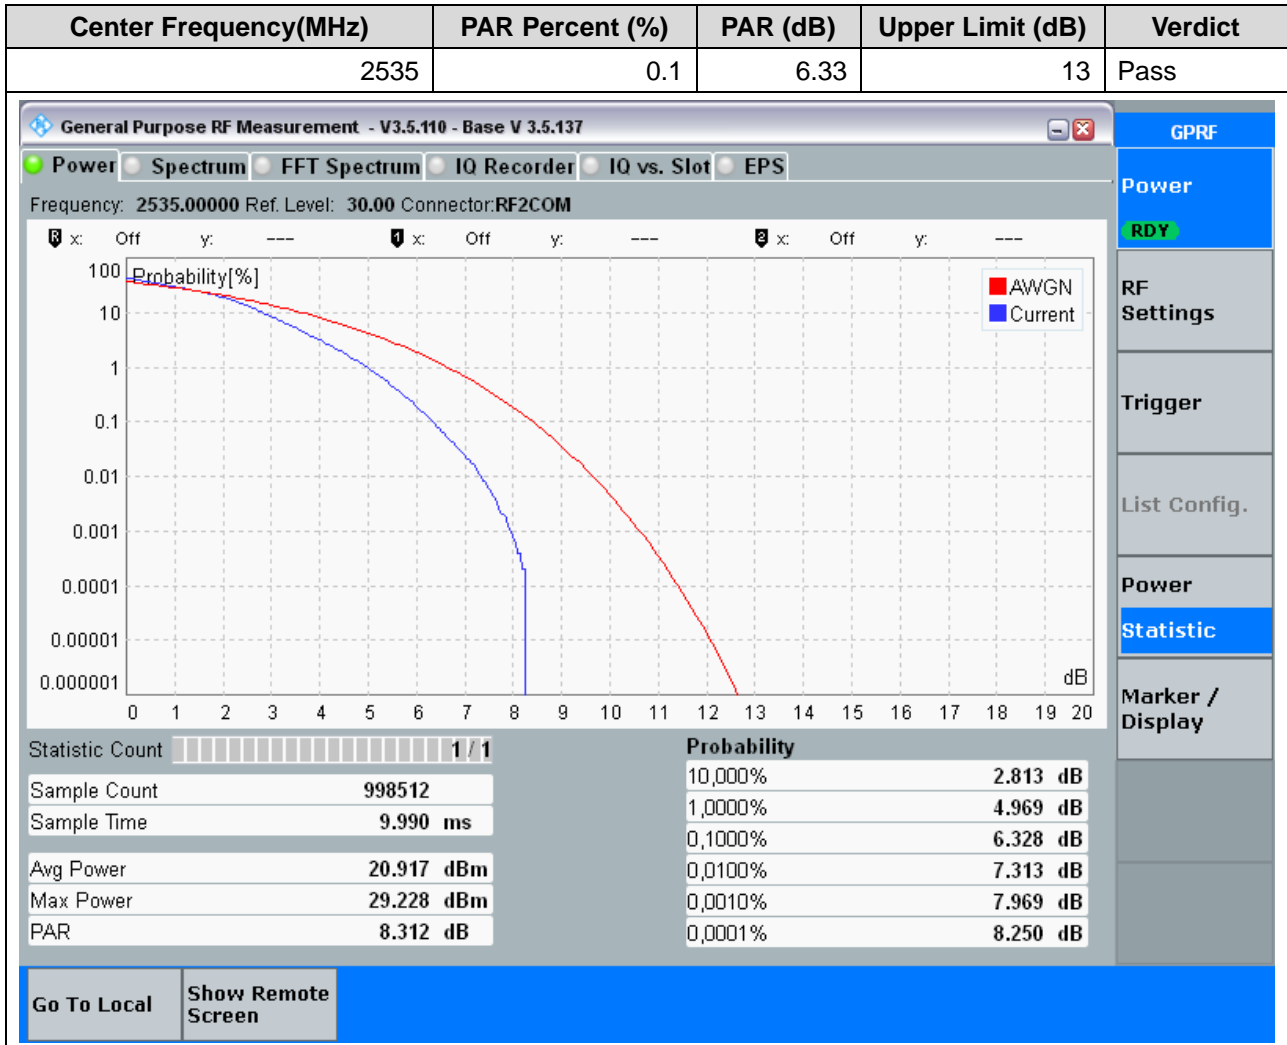 Center Frequency(MHz) PAR Percent (%) PAR (dB) Upper Limit (dB) Verdict
2535 0.1 6.33 13 Pass
General Purpose RF Measurement - V3.5.110 - Base V 3.5.137
GPRF
Power Spectrum FFT Spectrum IQ Recorder IQ vs. Slot EPS
Frequency: 2535.00000 Ref. Level: 30.00 Connector:RF2COM
R x: Off y: --- 1 x: Off y: --- 2 x: Off y: ---
Probability[%]
AWGN
Current
100
10
1
0.1
0.01
0.001
0.0001
0.00001
0.000001
dB
0 1 2 3 4 5 6 7 8 9 10 11 12 13 14 15 16 17 18 19 20
Statistic Count 1 / 1
Sample Count 998512
Sample Time 9.990 ms
Avg Power 20.917 dBm
Max Power 29.228 dBm
PAR 8.312 dB
Probability
10,000% 2.813 dB
1,0000% 4.969 dB
0,1000% 6.328 dB
0,0100% 7.313 dB
0,0010% 7.969 dB
0,0001% 8.250 dB
Power
RDY
RF
Settings
Trigger
List Config.
Power
Statistic
Marker /
Display
Go To Local
Show Remote
Screen